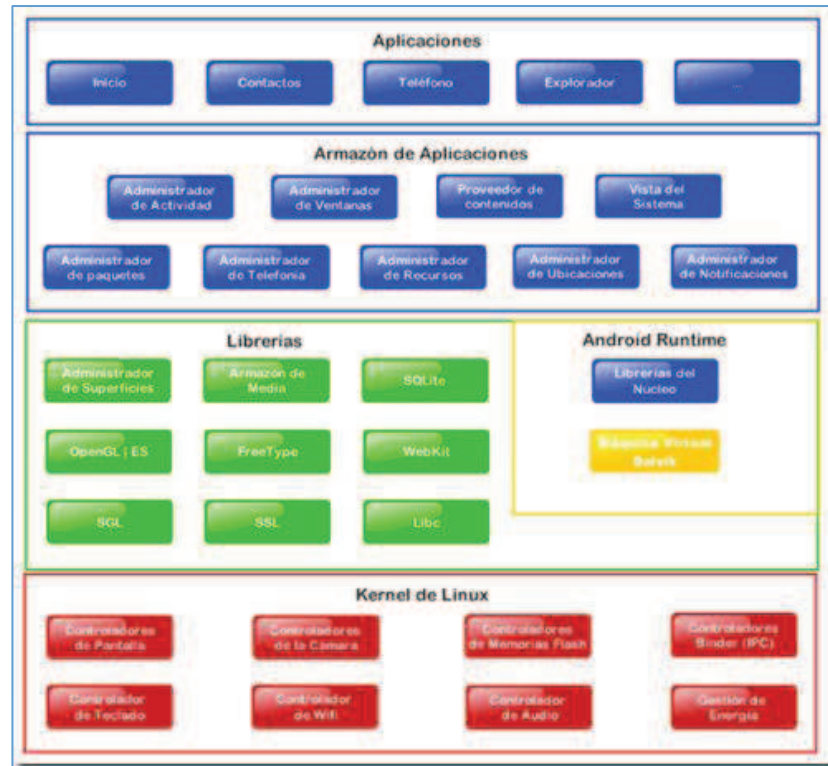 Aplicaciones
Inicio
Contactos
Teléfono
Explorador
...
Armazón de Aplicaciones
Administrador
de Actividad
Administrador
de Ventanas
Proveedor de
contenidos
Vista del
Sistema
Administrador
de paquetes
Administrador
de Telefonía
Administrador
de Recursos
Administrador
de Ubicaciones
Administrador
de Notificaciones
Librerías
Administrador
de Superficies
Armazón de
Media
SQLite
OpenGL | ES
FreeType
WebKit
SGL
SSL
Libc
Android Runtime
Librerías del
Núcleo
Máquina Virtual
Dalvik
Kernel de Linux
Controladores
de Pantalla
Controladores
de la Cámara
Controladores
de Memorias Flash
Controladores
Binder (IPC)
Controlador
de Teclado
Controlador
de Wifi
Controlador
de Audio
Gestión de
Energía